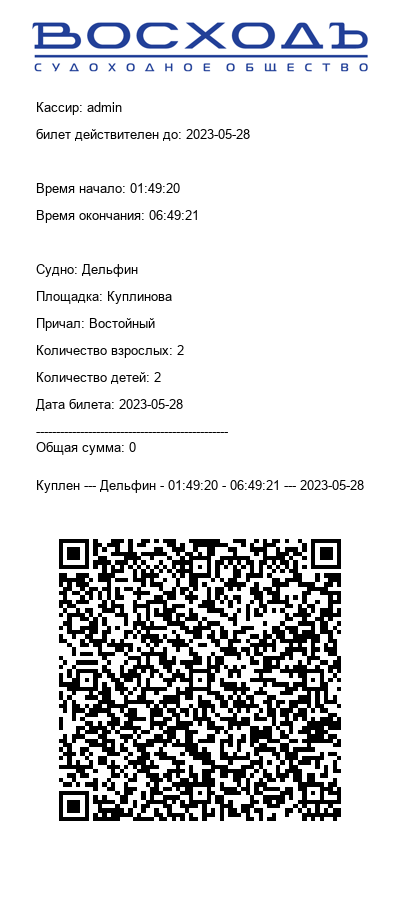 ВОСХОДЪ
СУДОХОДНОЕ ОБЩЕСТВО
Кассир: admin
билет действителен до: 2023-05-28
Время начало: 01:49:20
Время окончания: 06:49:21
Судно: Дельфин
Площадка: Куплинова
Причал: Востойный
Количество взрослых: 2
Количество детей: 2
Дата билета: 2023-05-28
------------------------------------------------
Общая сумма: 0
Куплен --- Дельфин - 01:49:20 - 06:49:21 --- 2023-05-28